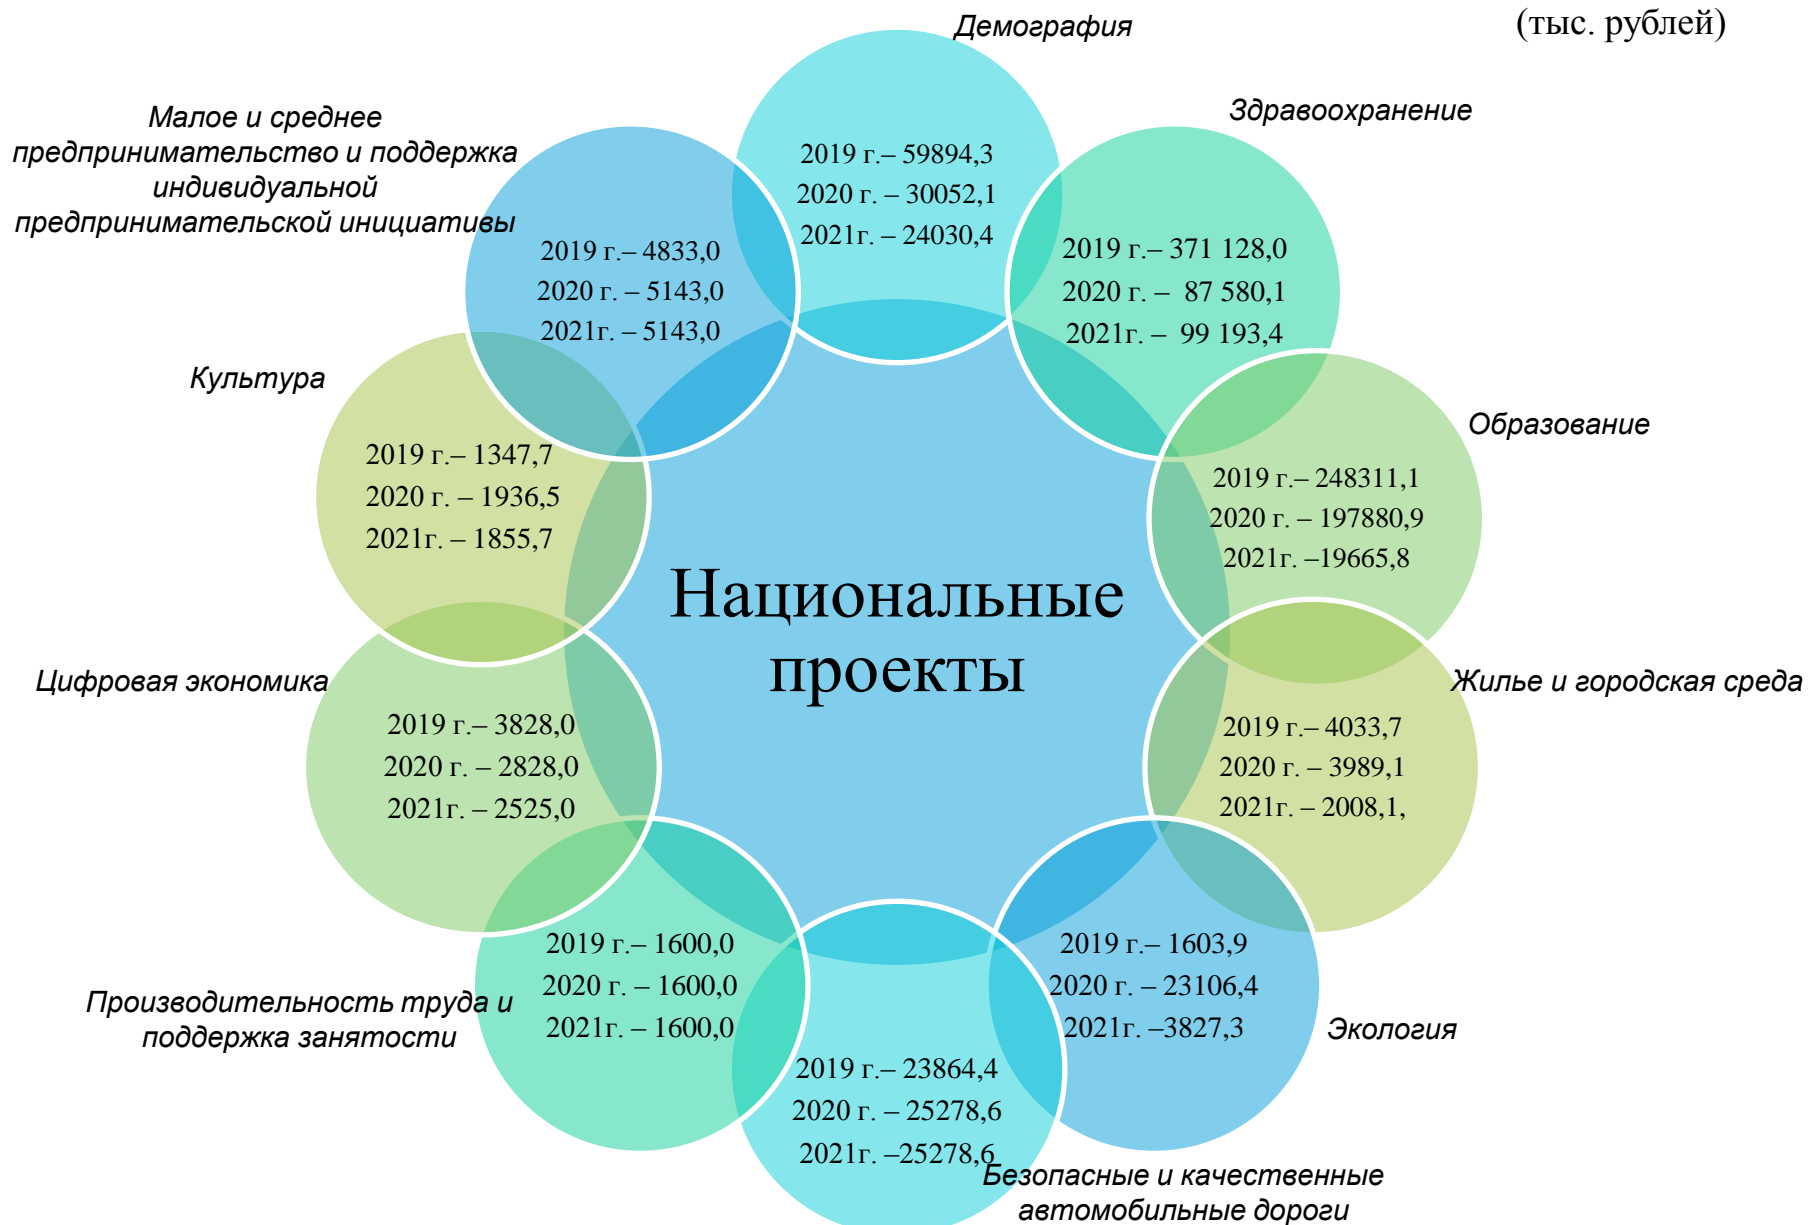 (тыс. рублей)
Демография
2019 г.– 59894,3
2020 г. – 30052,1
2021г. – 24030,4
Здравоохранение
2019 г.– 371 128,0
2020 г. –  87 580,1
2021г. –  99 193,4
Образование
2019 г.– 248311,1
2020 г. – 197880,9
2021г. –19665,8
Жилье и городская среда
2019 г.– 4033,7
2020 г. – 3989,1
2021г. – 2008,1,
Экология
2019 г.– 1603,9
2020 г. – 23106,4
2021г. –3827,3
Безопасные и качественные
автомобильные дороги
2019 г.– 23864,4
2020 г. – 25278,6
2021г. –25278,6
Производительность труда и
поддержка занятости
2019 г.– 1600,0
2020 г. – 1600,0
2021г. – 1600,0
Цифровая экономика
2019 г.– 3828,0
2020 г. – 2828,0
2021г. – 2525,0
Культура
2019 г.– 1347,7
2020 г. – 1936,5
2021г. – 1855,7
Малое и среднее
предпринимательство и поддержка
индивидуальной
предпринимательской инициативы
2019 г.– 4833,0
2020 г. – 5143,0
2021г. – 5143,0
Национальные
проекты